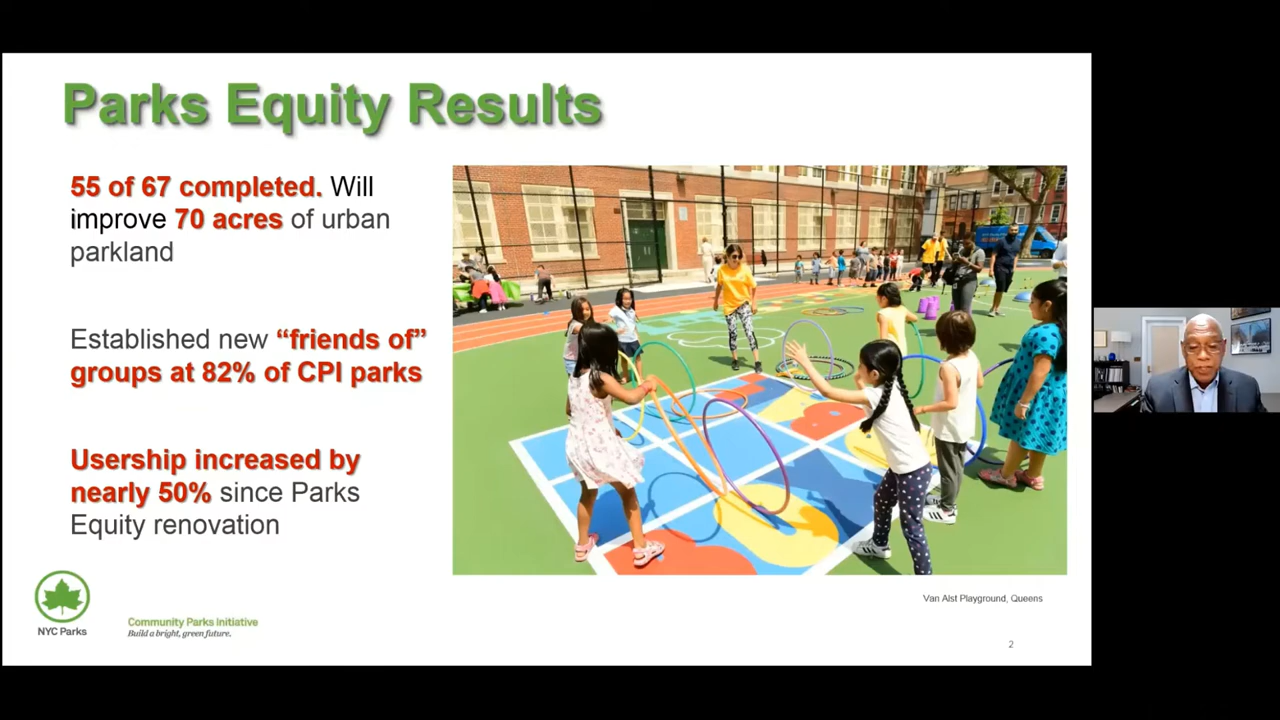 Parks Equity Results
55 of 67 completed. Will
improve 70 acres of urban
parkland
Established new “friends of”
groups at 82% of CPI parks
Usership increased by
nearly 50% since Parks
Equity renovation
Van Alst Playground, Queens
NYC Parks
Community Parks Initiative
Build a bright, green future.
2